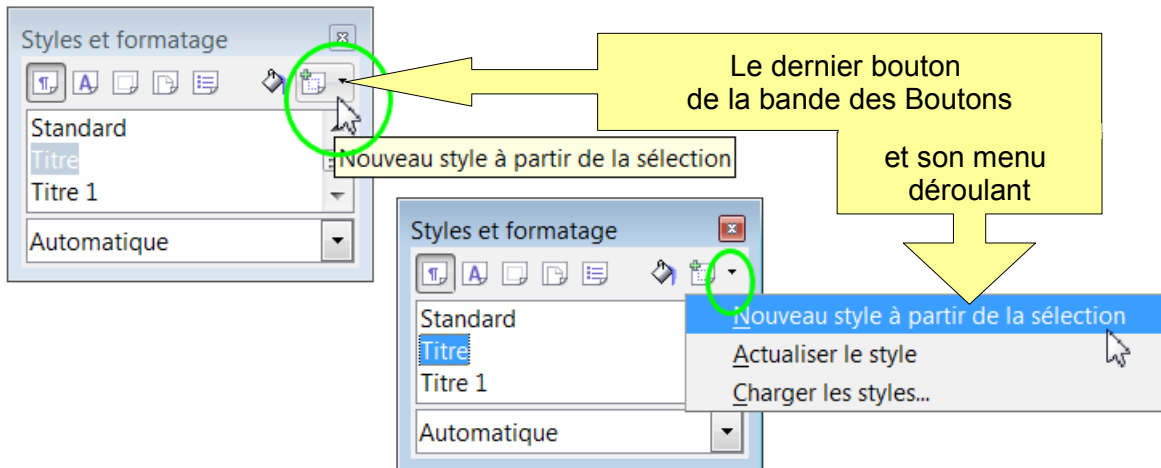 Styles et formatage
Standard
Titre
Titre 1
Automatique
Nouveau style à partir de la sélection
Le dernier bouton
de la bande des Boutons
et son menu
déroulant
Styles et formatage
Standard
Titre
Titre 1
Automatique
Nouveau style à partir de la sélection
Actualiser le style
Charger les styles...